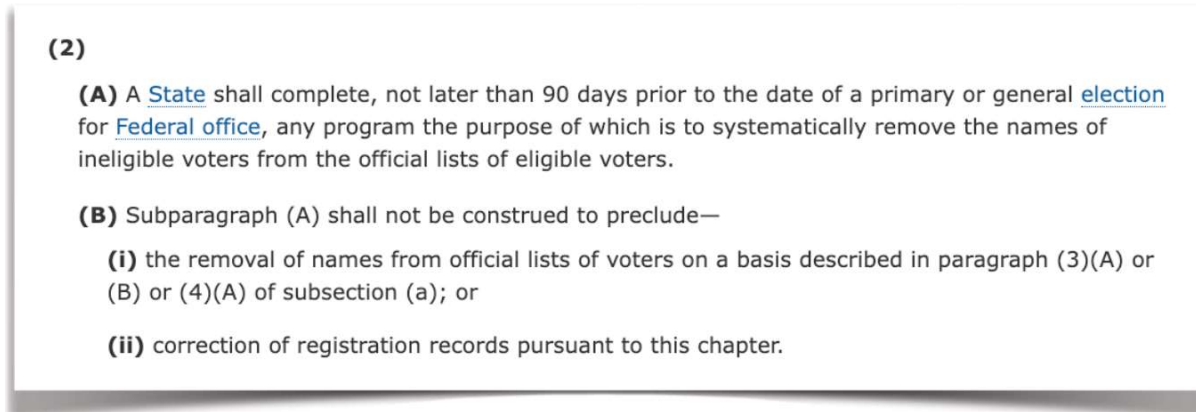 (2)
(A) A State shall complete, not later than 90 days prior to the date of a primary or general election
for Federal office, any program the purpose of which is to systematically remove the names of
ineligible voters from the official lists of eligible voters.
(B) Subparagraph (A) shall not be construed to preclude—
(i) the removal of names from official lists of voters on a basis described in paragraph (3)(A) or
(B) or (4)(A) of subsection (a); or
(ii) correction of registration records pursuant to this chapter.